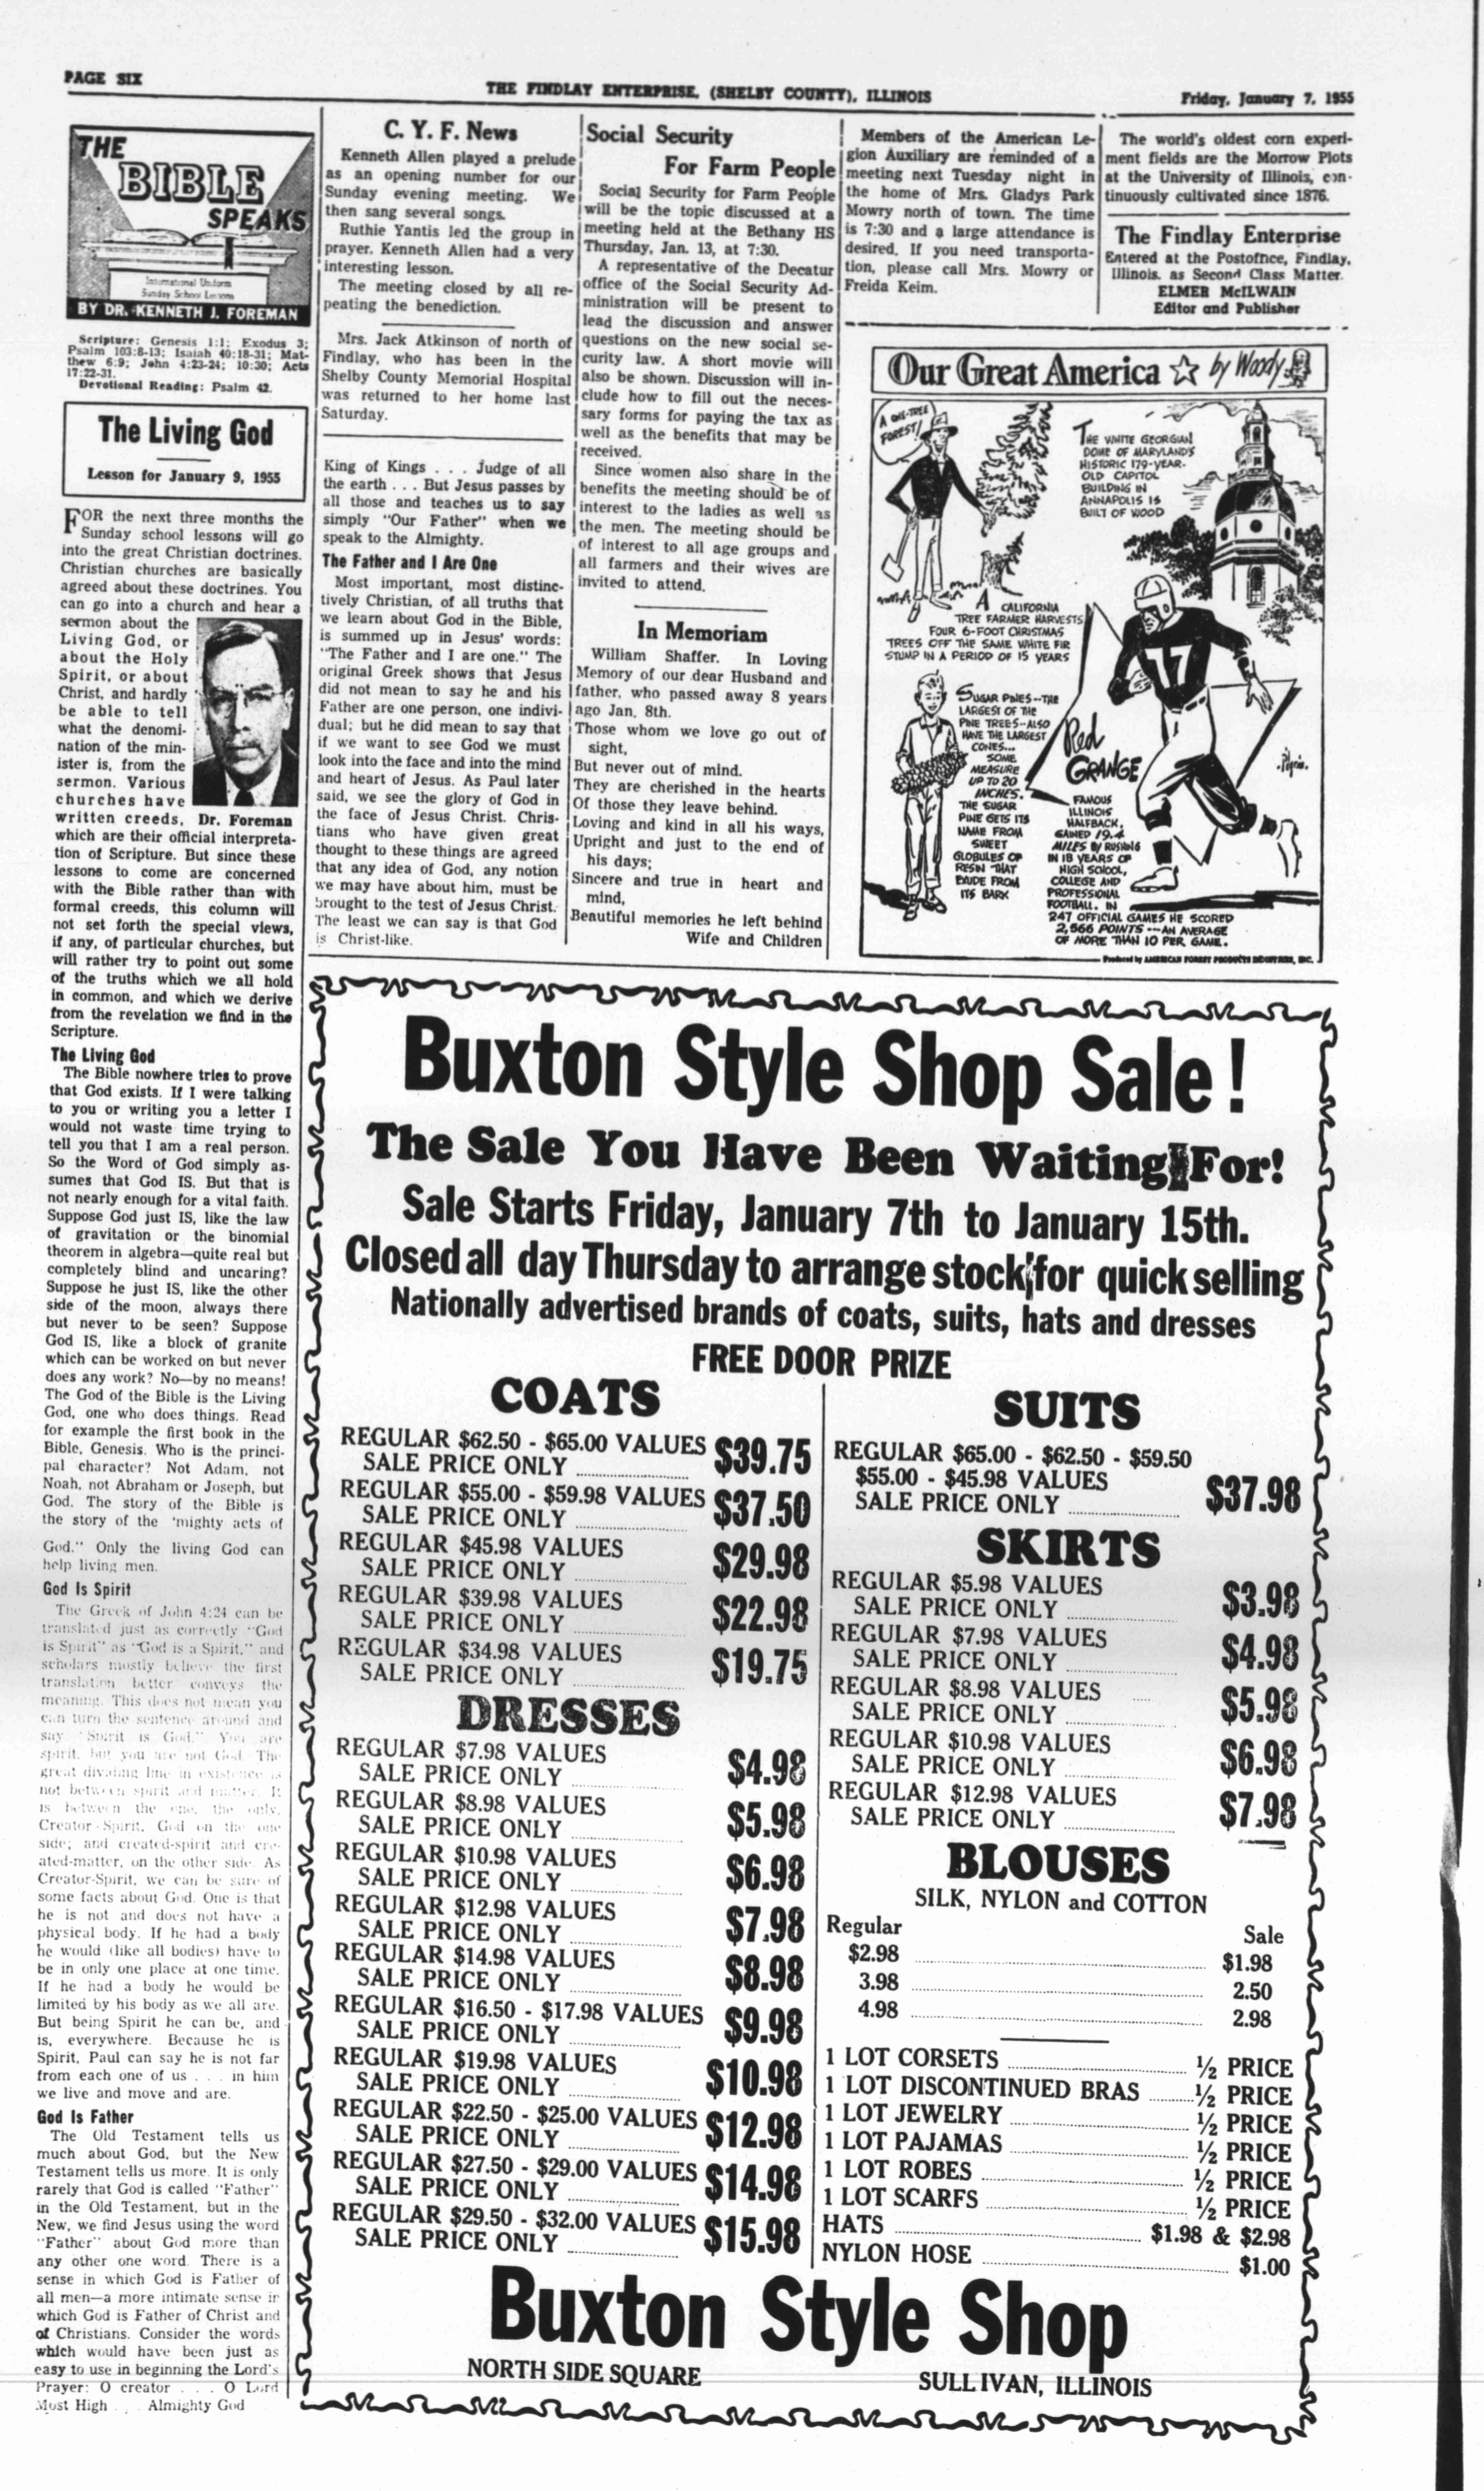 PAGE SIX
THE FINDLAY ENTERPRISE, (SHELBY COUNTY), ILLINOIS
Friday, January 7, 1955
THE
BIBLE
SPEAKS
International Uniform
Sunday School Lessons
BY DR. KENNETH J. FOREMAN
Scripture: Genesis 1:1; Exodus 3;
Psalm 103:8-13; Isaiah 40:18-31; Mat-
thew 6:9; John 4:23-24; 10:30; Acts
17:22-31.
Devotional Reading: Psalm 42.
The Living God
Lesson for January 9, 1955
FOR the next three months the
Sunday school lessons will go
into the great Christian doctrines.
Christian churches are basically
agreed about these doctrines. You
can go into a church and hear a
sermon about the
Living God, or
about the Holy
Spirit, or about
Christ, and hardly
be able to tell
what the denomi-
nation of the min-
ister is, from the
sermon. Various
churches have
written creeds, Dr. Foreman
which are their official interpreta-
tion of Scripture. But since these
lessons to come are concerned
with the Bible rather than with
formal creeds, this column will
not set forth the special views,
if any, of particular churches, but
will rather try to point out some
of the truths which we all hold
in common, and which we derive
from the revelation we find in the
Scripture.
The Living God
The Bible nowhere tries to prove
that God exists. If I were talking
to you or writing you a letter I
would not waste time trying to
tell you that I am a real person.
So the Word of God simply as-
sumes that God IS. But that is
not nearly enough for a vital faith.
Suppose God just IS, like the law
of gravitation or the binomial
theorem in algebra—quite real but
completely blind and uncaring?
Suppose he just IS, like the other
side of the moon, always there
but never to be seen? Suppose
God IS, like a block of granite
which can be worked on but never
does any work? No—by no means!
The God of the Bible is the Living
God, one who does things. Read
for example the first book in the
Bible, Genesis. Who is the princi-
pal character? Not Adam, not
Noah, not Abraham or Joseph, but
God. The story of the Bible is
the story of the 'mighty acts of
God." Only the living God can
help living men.
God Is Spirit
The Greek of John 4:24 can be
translated just as correctly "God
is Spirit" as "God is a Spirit," and
scholars mostly believe the first
translation better conveys the
meaning. This does not mean you
can turn the sentence around and
say "Spirit is God." You are
spirit, but you are not God. The
great dividing line in existence is
not between spirit and matter. It
is between the one, the only,
Creator-Spirit, God on the one
side; and created-spirit and cre-
ated-matter, on the other side. As
Creator-Spirit, we can be sure of
some facts about God. One is that
he is not and does not have a
physical body. If he had a body
he would (like all bodies) have to
be in only one place at one time.
If he had a body he would be
limited by his body as we all are.
But being Spirit he can be, and
is, everywhere. Because he is
Spirit, Paul can say he is not far
from each one of us . . . in him
we live and move and are.
God Is Father
The Old Testament tells us
much about God, but the New
Testament tells us more. It is only
rarely that God is called "Father"
in the Old Testament, but in the
New, we find Jesus using the word
"Father" about God more than
any other one word. There is a
sense in which God is Father of
all men—a more intimate sense in
which God is Father of Christ and
of Christians. Consider the words
which would have been just as
easy to use in beginning the Lord's
Prayer: O creator . . . O Lord
Most High . . . Almighty God
C. Y. F. News
Kenneth Allen played a prelude
as an opening number for our
Sunday evening meeting. We
then sang several songs.
Ruthie Yantis led the group in
prayer. Kenneth Allen had a very
interesting lesson.
The meeting closed by all re-
peating the benediction.
Mrs. Jack Atkinson of north of
Findlay, who has been in the
Shelby County Memorial Hospital
was returned to her home last
Saturday.
King of Kings . . . Judge of all
the earth . . . But Jesus passes by
all those and teaches us to say
simply "Our Father" when we
speak to the Almighty.
The Father and I Are One
Most important, most distinc-
tively Christian, of all truths that
we learn about God in the Bible,
is summed up in Jesus' words:
"The Father and I are one." The
original Greek shows that Jesus
did not mean to say he and his
Father are one person, one indivi-
dual; but he did mean to say that
if we want to see God we must
look into the face and into the mind
and heart of Jesus. As Paul later
said, we see the glory of God in
the face of Jesus Christ. Chris-
tians who have given great
thought to these things are agreed
that any idea of God, any notion
we may have about him, must be
brought to the test of Jesus Christ.
The least we can say is that God
is Christ-like.
Social Security
For Farm People
Social Security for Farm People
will be the topic discussed at a
meeting held at the Bethany HS
Thursday, Jan. 13, at 7:30.
A representative of the Decatur
office of the Social Security Ad-
ministration will be present to
lead the discussion and answer
questions on the new social se-
curity law. A short movie will
also be shown. Discussion will in-
clude how to fill out the neces-
sary forms for paying the tax as
well as the benefits that may be
received.
Since women also share in the
benefits the meeting should be of
interest to the ladies as well as
the men. The meeting should be
of interest to all age groups and
all farmers and their wives are
invited to attend.
In Memoriam
William Shaffer. In Loving
Memory of our dear Husband and
father, who passed away 8 years
ago Jan. 8th.
Those whom we love go out of
sight,
But never out of mind.
They are cherished in the hearts
Of those they leave behind.
Loving and kind in all his ways,
Upright and just to the end of
his days;
Sincere and true in heart and
mind,
Beautiful memories he left behind
Wife and Children
Members of the American Le-
gion Auxiliary are reminded of a
meeting next Tuesday night in
the home of Mrs. Gladys Park
Mowry north of town. The time
is 7:30 and a large attendance is
desired. If you need transporta-
tion, please call Mrs. Mowry or
Freida Keim.
The world's oldest corn experi-
ment fields are the Morrow Plots
at the University of Illinois, con-
tinuously cultivated since 1876.
The Findlay Enterprise
Entered at the Postoffice, Findlay,
Illinois. as Second Class Matter.
ELMER McILWAIN
Editor and Publisher
Our Great America ☆ by Woody
A ONE-TREE
FOREST!
THE WHITE GEORGIAN
DOME OF MARYLAND'S
HISTORIC 179-YEAR-
OLD CAPITOL
BUILDING IN
ANNAPOLIS IS
BUILT OF WOOD
A CALIFORNIA
TREE FARMER HARVESTS
FOUR 6-FOOT CHRISTMAS
TREES OFF THE SAME WHITE FIR
STUMP IN A PERIOD OF 15 YEARS
77
SUGAR PINES--THE
LARGEST OF THE
PINE TREES--ALSO
HAVE THE LARGEST
CONES...
SOME
MEASURE
UP TO 20
INCHES.
THE SUGAR
PINE GETS ITS
NAME FROM
SWEET
GLOBULES OF
RESIN THAT
EXUDE FROM
ITS BARK
Red
GRANGE
FAMOUS
ILLINOIS
HALFBACK,
GAINED 19.4
MILES BY RUSHING
IN 18 YEARS OF
HIGH SCHOOL,
COLLEGE AND
PROFESSIONAL
FOOTBALL. IN
247 OFFICIAL GAMES HE SCORED
2,366 POINTS --AN AVERAGE
OF MORE THAN 10 PER GAME.
Produced by AMERICAN FOREST PRODUCTS INDUSTRIES, INC.
Buxton Style Shop Sale!
The Sale You Have Been Waiting For!
Sale Starts Friday, January 7th to January 15th.
Closed all day Thursday to arrange stock for quick selling
Nationally advertised brands of coats, suits, hats and dresses
FREE DOOR PRIZE
COATS
REGULAR $62.50 - $65.00 VALUES
SALE PRICE ONLY $39.75
REGULAR $55.00 - $59.98 VALUES
SALE PRICE ONLY $37.50
REGULAR $45.98 VALUES
SALE PRICE ONLY $29.98
REGULAR $39.98 VALUES
SALE PRICE ONLY $22.98
REGULAR $34.98 VALUES
SALE PRICE ONLY $19.75
DRESSES
REGULAR $7.98 VALUES
SALE PRICE ONLY $4.98
REGULAR $8.98 VALUES
SALE PRICE ONLY $5.98
REGULAR $10.98 VALUES
SALE PRICE ONLY $6.98
REGULAR $12.98 VALUES
SALE PRICE ONLY $7.98
REGULAR $14.98 VALUES
SALE PRICE ONLY $8.98
REGULAR $16.50 - $17.98 VALUES
SALE PRICE ONLY $9.98
REGULAR $19.98 VALUES
SALE PRICE ONLY $10.98
REGULAR $22.50 - $25.00 VALUES
SALE PRICE ONLY $12.98
REGULAR $27.50 - $29.00 VALUES
SALE PRICE ONLY $14.98
REGULAR $29.50 - $32.00 VALUES
SALE PRICE ONLY $15.98
SUITS
REGULAR $65.00 - $62.50 - $59.50
$55.00 - $45.98 VALUES
SALE PRICE ONLY $37.98
SKIRTS
REGULAR $5.98 VALUES
SALE PRICE ONLY $3.98
REGULAR $7.98 VALUES
SALE PRICE ONLY $4.98
REGULAR $8.98 VALUES
SALE PRICE ONLY $5.98
REGULAR $10.98 VALUES
SALE PRICE ONLY $6.98
REGULAR $12.98 VALUES
SALE PRICE ONLY $7.98
BLOUSES
SILK, NYLON and COTTON
Regular Sale
$2.98 $1.98
3.98 2.50
4.98 2.98
1 LOT CORSETS ½ PRICE
1 LOT DISCONTINUED BRAS ½ PRICE
1 LOT JEWELRY ½ PRICE
1 LOT PAJAMAS ½ PRICE
1 LOT ROBES ½ PRICE
1 LOT SCARFS ½ PRICE
HATS $1.98 & $2.98
NYLON HOSE $1.00
Buxton Style Shop
NORTH SIDE SQUARE SULLIVAN, ILLINOIS